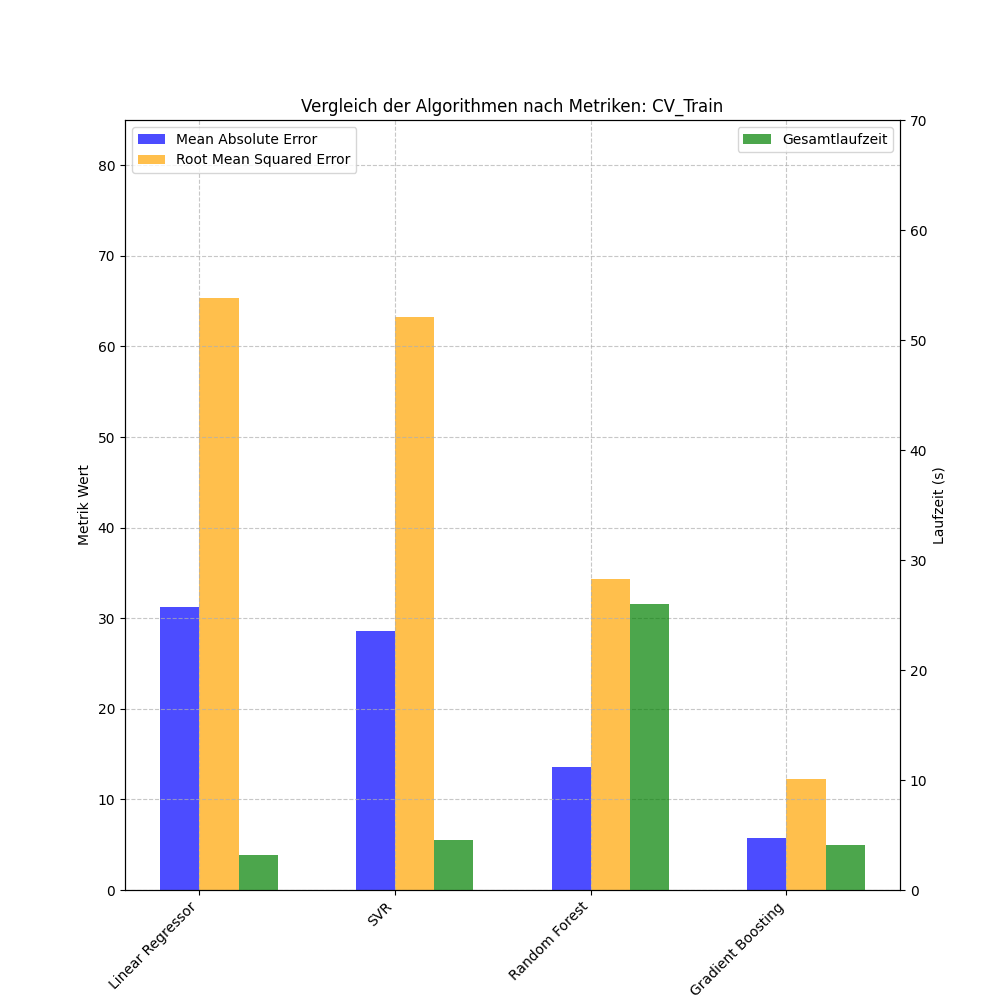 Vergleich der Algorithmen nach Metriken: CV_Train
Mean Absolute Error
Root Mean Squared Error
Gesamtlaufzeit
Metrik Wert
80
70
60
50
40
30
20
10
0
Laufzeit (s)
70
60
50
40
30
20
10
0
Linear Regressor
SVR
Random Forest
Gradient Boosting